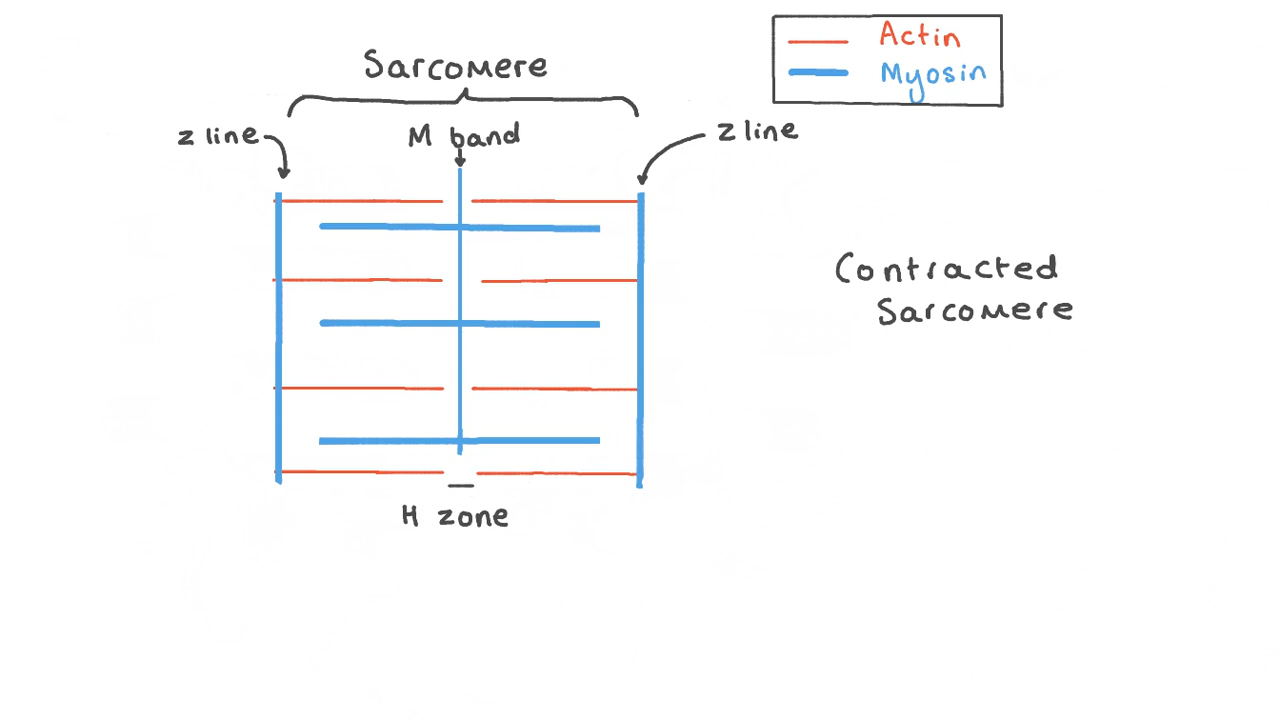 Actin
Myosin
Sarcomere
z line
M band
z line
Contracted
Sarcomere
H zone